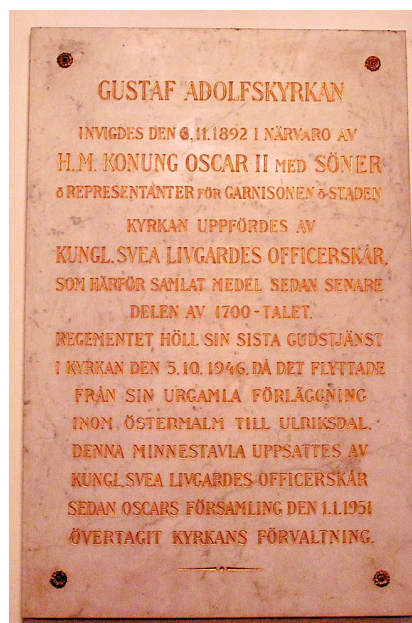 GUSTAF ADOLFSKYRKAN
INVIGDES DEN 6.11.1892 I NÄRVARO AV
H.M. KONUNG OSCAR II MED SÖNER
O REPRESENTANTER FÖR GARNISONEN O STADEN
KYRKAN UPPFÖRDES AV
KUNGL. SVEA LIVGARDES OFFICERSKÅR,
SOM HÄRFÖR SAMLAT MEDEL SEDAN SENARE
DELEN AV 1700-TALET.
REGEMENTET HÖLL SIN SISTA GUDSTJÄNST
I KYRKAN DEN 5.10.1946, DÅ DET FLYTTADE
FRÅN SIN URGAMLA FÖRLÄGGNING
INOM ÖSTERMALM TILL ULRIKSDAL.
DENNA MINNESTAVLA UPPSATTES AV
KUNGL. SVEA LIVGARDES OFFICERSKÅR
SEDAN OSCARS FÖRSAMLING DEN 1.1.1951
ÖVERTAGIT KYRKANS FÖRVALTNING.